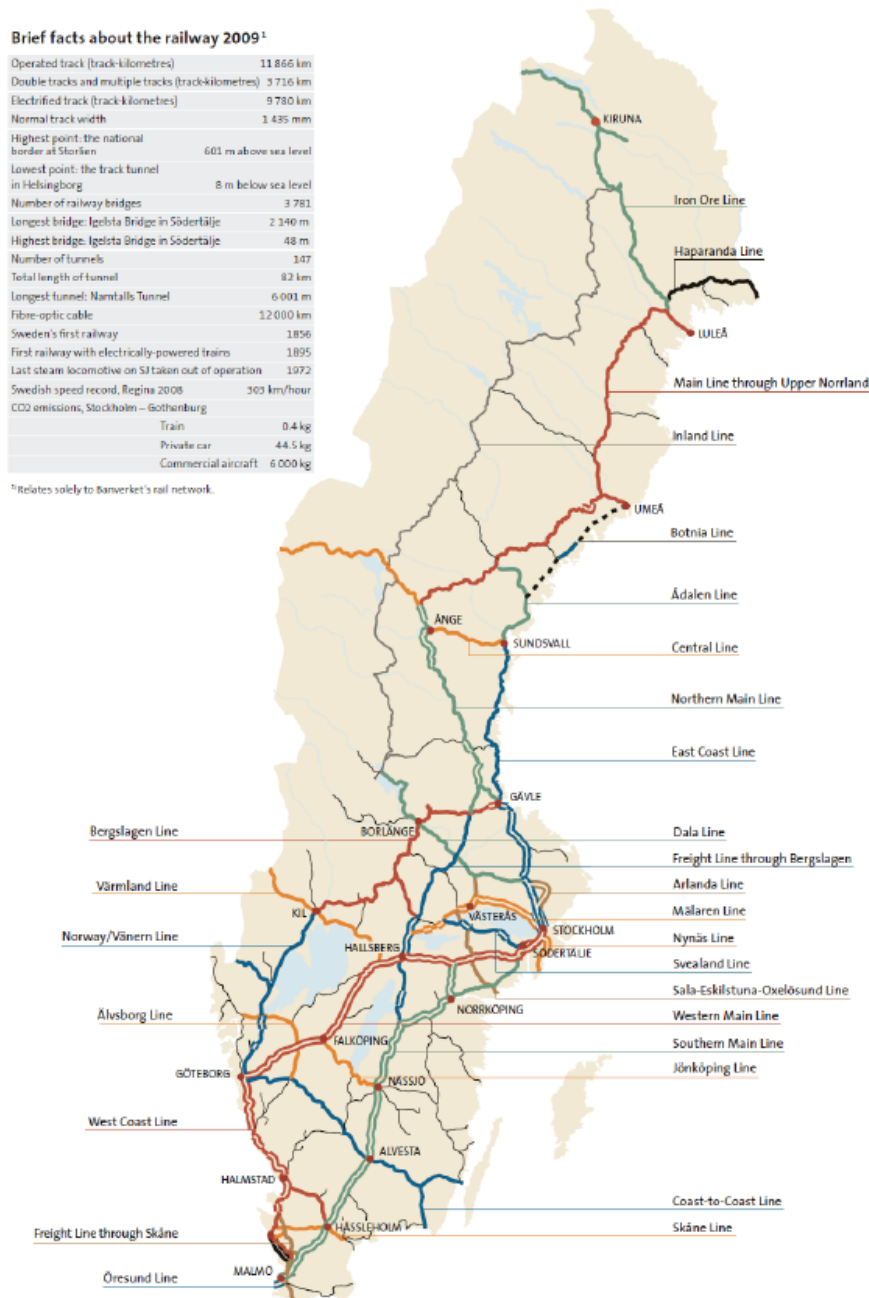 Brief facts about the railway 2009¹
Operated track (track-kilometres) 11 866 km
Double tracks and multiple tracks (track-kilometres) 3 716 km
Electrified track (track-kilometres) 9 780 km
Normal track width 1 435 mm
Highest point: the national
border at Storlien 601 m above sea level
Lowest point: the track tunnel
in Helsingborg 8 m below sea level
Number of railway bridges 3 781
Longest bridge: Igelsta Bridge in Södertälje 2 140 m
Highest bridge: Igelsta Bridge in Södertälje 48 m
Number of tunnels 147
Total length of tunnel 82 km
Longest tunnel: Namtalls Tunnel 6 001 m
Fibre-optic cable 12 000 km
Sweden's first railway 1856
First railway with electrically-powered trains 1895
Last steam locomotive on SJ taken out of operation 1972
Swedish speed record, Regina 2008 303 km/hour
CO2 emissions, Stockholm – Gothenburg
Train 0.4 kg
Private car 44.5 kg
Commercial aircraft 6 000 kg
¹⁾Relates solely to Banverket's rail network.
KIRUNA
Iron Ore Line
Haparanda Line
LULEÅ
Main Line through Upper Norrland
Inland Line
UMEÅ
Botnia Line
Ådalen Line
ÅNGE
SUNDSVALL
Central Line
Northern Main Line
East Coast Line
GÄVLE
Bergslagen Line
BORLÄNGE
Dala Line
Freight Line through Bergslagen
Värmland Line
Arlanda Line
KIL
VÄSTERÅS
Mälaren Line
STOCKHOLM
Norway/Vänern Line
Nynäs Line
HALLSBERG
SÖDERTÄLJE
Svealand Line
Sala-Eskilstuna-Oxelösund Line
NORRKÖPING
Älvsborg Line
Western Main Line
FALKÖPING
Southern Main Line
GÖTEBORG
Jönköping Line
NÄSSJÖ
West Coast Line
ALVESTA
HALMSTAD
Coast-to-Coast Line
HÄSSLEHOLM
Skåne Line
Freight Line through Skåne
MALMÖ
Öresund Line